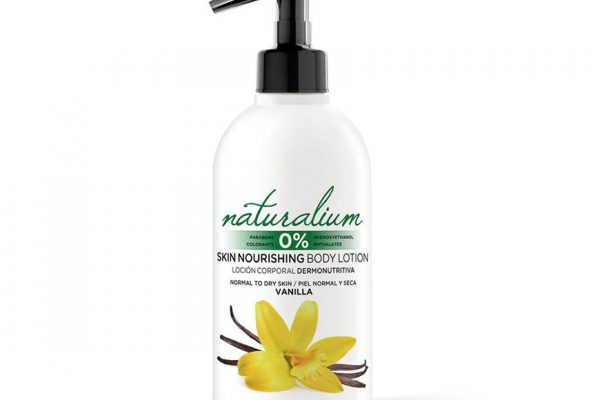 naturalium
PARABENS 0% PHENOXYETHANOL
COLORANTS PHTHALATES
SKIN NOURISHING BODY LOTION
LOCIÓN CORPORAL DERMONUTRITIVA
NORMAL TO DRY SKIN / PIEL NORMAL Y SECA
VANILLA